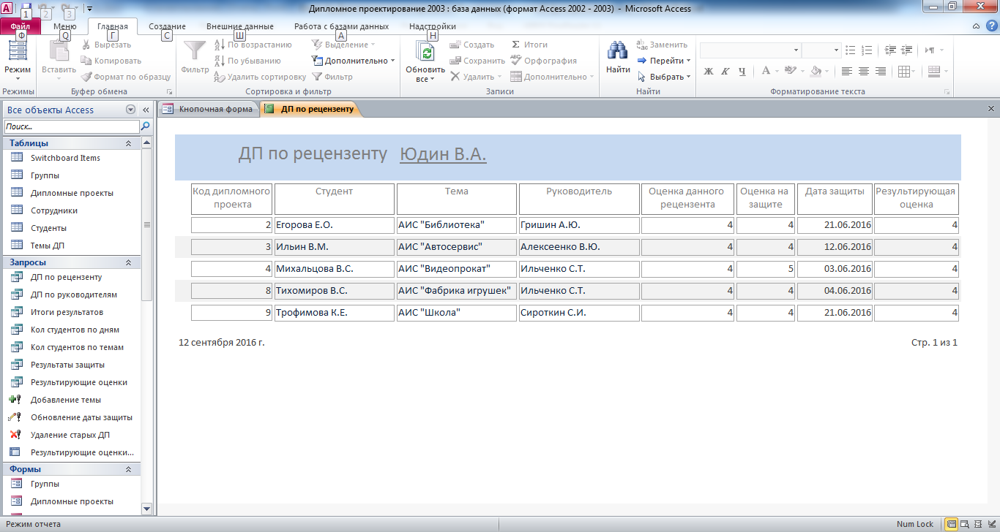 Дипломное проектирование 2003 : база данных (формат Access 2002 - 2003) - Microsoft Access
1 2 3
Файл Меню Главная Создание Внешние данные Работа с базами данных Надстройки
Ф Q Г С Ш А Н
Режим
Режимы
Вставить
Вырезать
Копировать
Формат по образцу
Буфер обмена
Фильтр
По возрастанию
По убыванию
Удалить сортировку
Выделение
Дополнительно
Фильтр
Сортировка и фильтр
Обновить
все
Создать
Сохранить
Удалить
Итоги
Орфография
Дополнительно
Записи
Найти
Заменить
Перейти
Выбрать
Найти
Ж К Ч
Форматирование текста
Все объекты Access
Поиск...
Таблицы
Switchboard Items
Группы
Дипломные проекты
Сотрудники
Студенты
Темы ДП
Запросы
ДП по рецензенту
ДП по руководителям
Итоги результатов
Кол студентов по дням
Кол студентов по темам
Результаты защиты
Результирующие оценки
Добавление темы
Обновление даты защиты
Удаление старых ДП
Результирующие оценки...
Формы
Группы
Дипломные проекты
Кнопочная форма ДП по рецензенту
ДП по рецензенту Юдин В.А.
Код дипломного проекта Студент Тема Руководитель Оценка данного рецензента Оценка на защите Дата защиты Результирующая оценка
2 Егорова Е.О. АИС "Библиотека" Гришин А.Ю. 4 4 21.06.2016 4
3 Ильин В.М. АИС "Автосервис" Алексеенко В.Ю. 4 4 12.06.2016 4
4 Михальцова В.С. АИС "Видеопрокат" Ильченко С.Т. 4 5 03.06.2016 4
8 Тихомиров В.С. АИС "Фабрика игрушек" Ильченко С.Т. 4 4 04.06.2016 4
9 Трофимова К.Е. АИС "Школа" Сироткин С.И. 4 4 21.06.2016 4
12 сентября 2016 г. Стр. 1 из 1
Режим отчета Num Lock